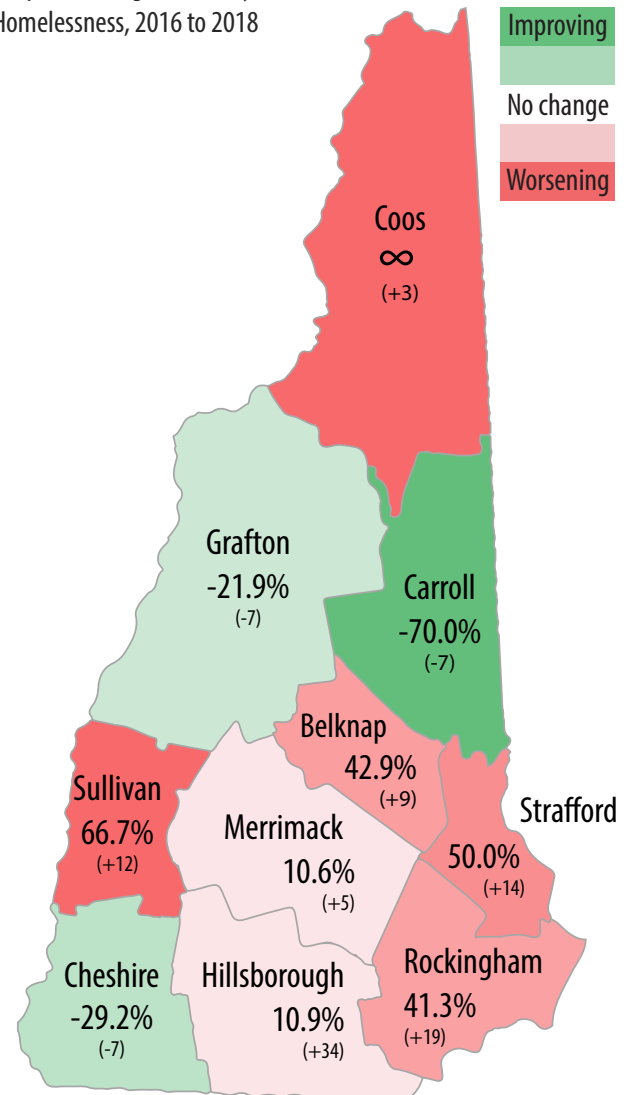 Homelessness, 2016 to 2018
Improving
No change
Worsening
Coos
∞
(+3)
Grafton
-21.9%
(-7)
Carroll
-70.0%
(-7)
Belknap
42.9%
(+9)
Sullivan
66.7%
(+12)
Merrimack
10.6%
(+5)
Strafford
50.0%
(+14)
Cheshire
-29.2%
(-7)
Hillsborough
10.9%
(+34)
Rockingham
41.3%
(+19)